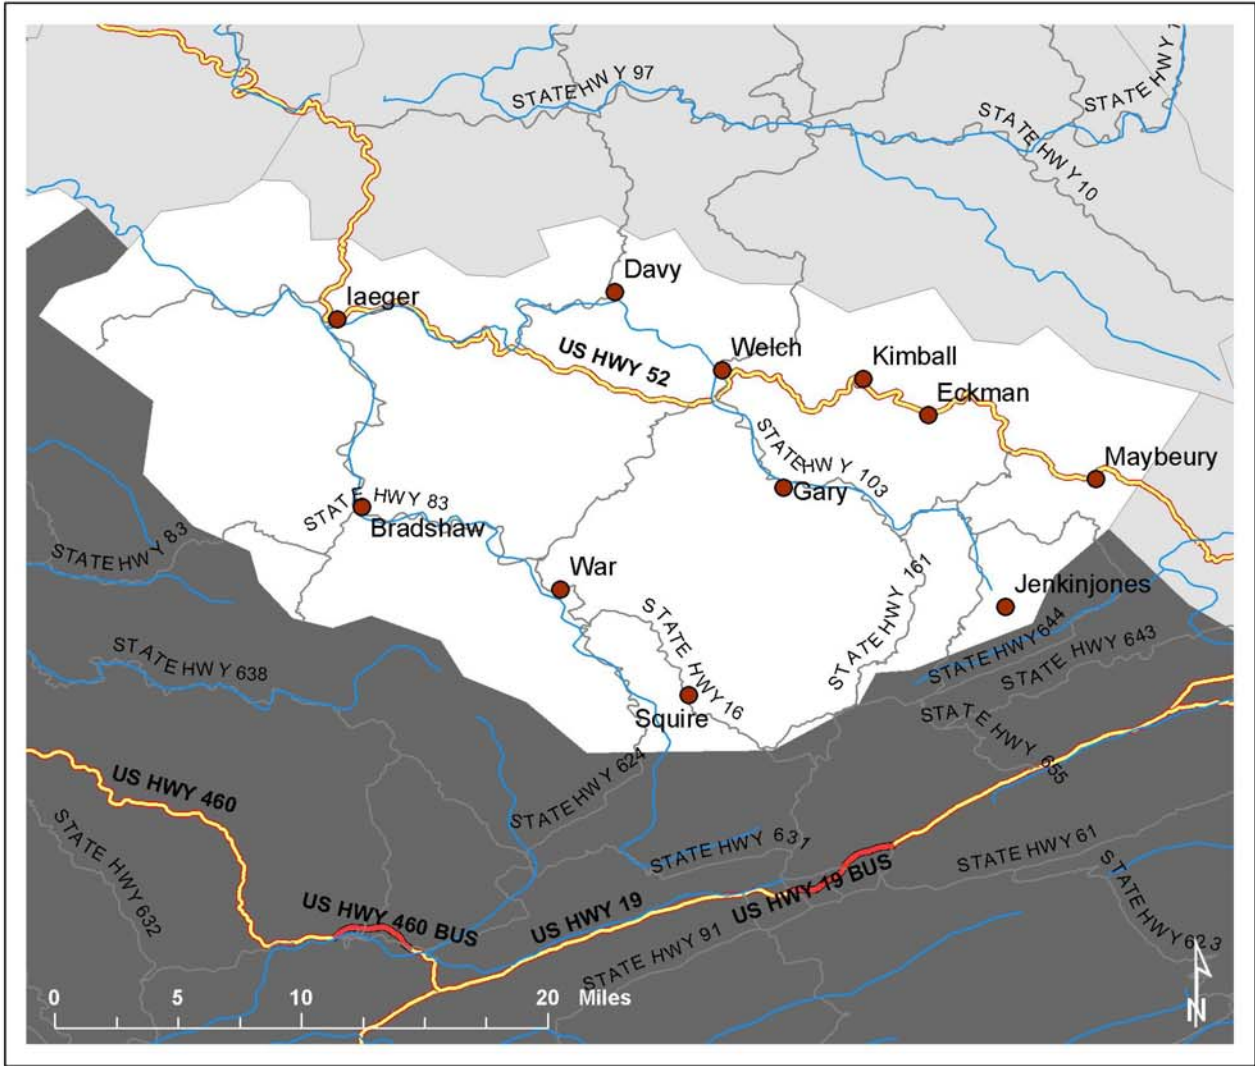 STATE HWY 97
STATE HWY 1
STATE HWY 10
Davy
Iaeger
US HWY 52
Welch
Kimball
Eckman
STATE HWY 103
Maybeury
Gary
STATE HWY 83
Bradshaw
STATE HWY 83
War
STATE HWY 161
Jenkinjones
STATE HWY 16
Squire
STATE HWY 644
STATE HWY 643
STATE HWY 638
STATE HWY 655
STATE HWY 624
US HWY 460
STATE HWY 632
STATE HWY 631
STATE HWY 61
US HWY 19 BUS
STATE HWY 623
US HWY 460 BUS
US HWY 19
STATE HWY 91
0 5 10 20 Miles
N